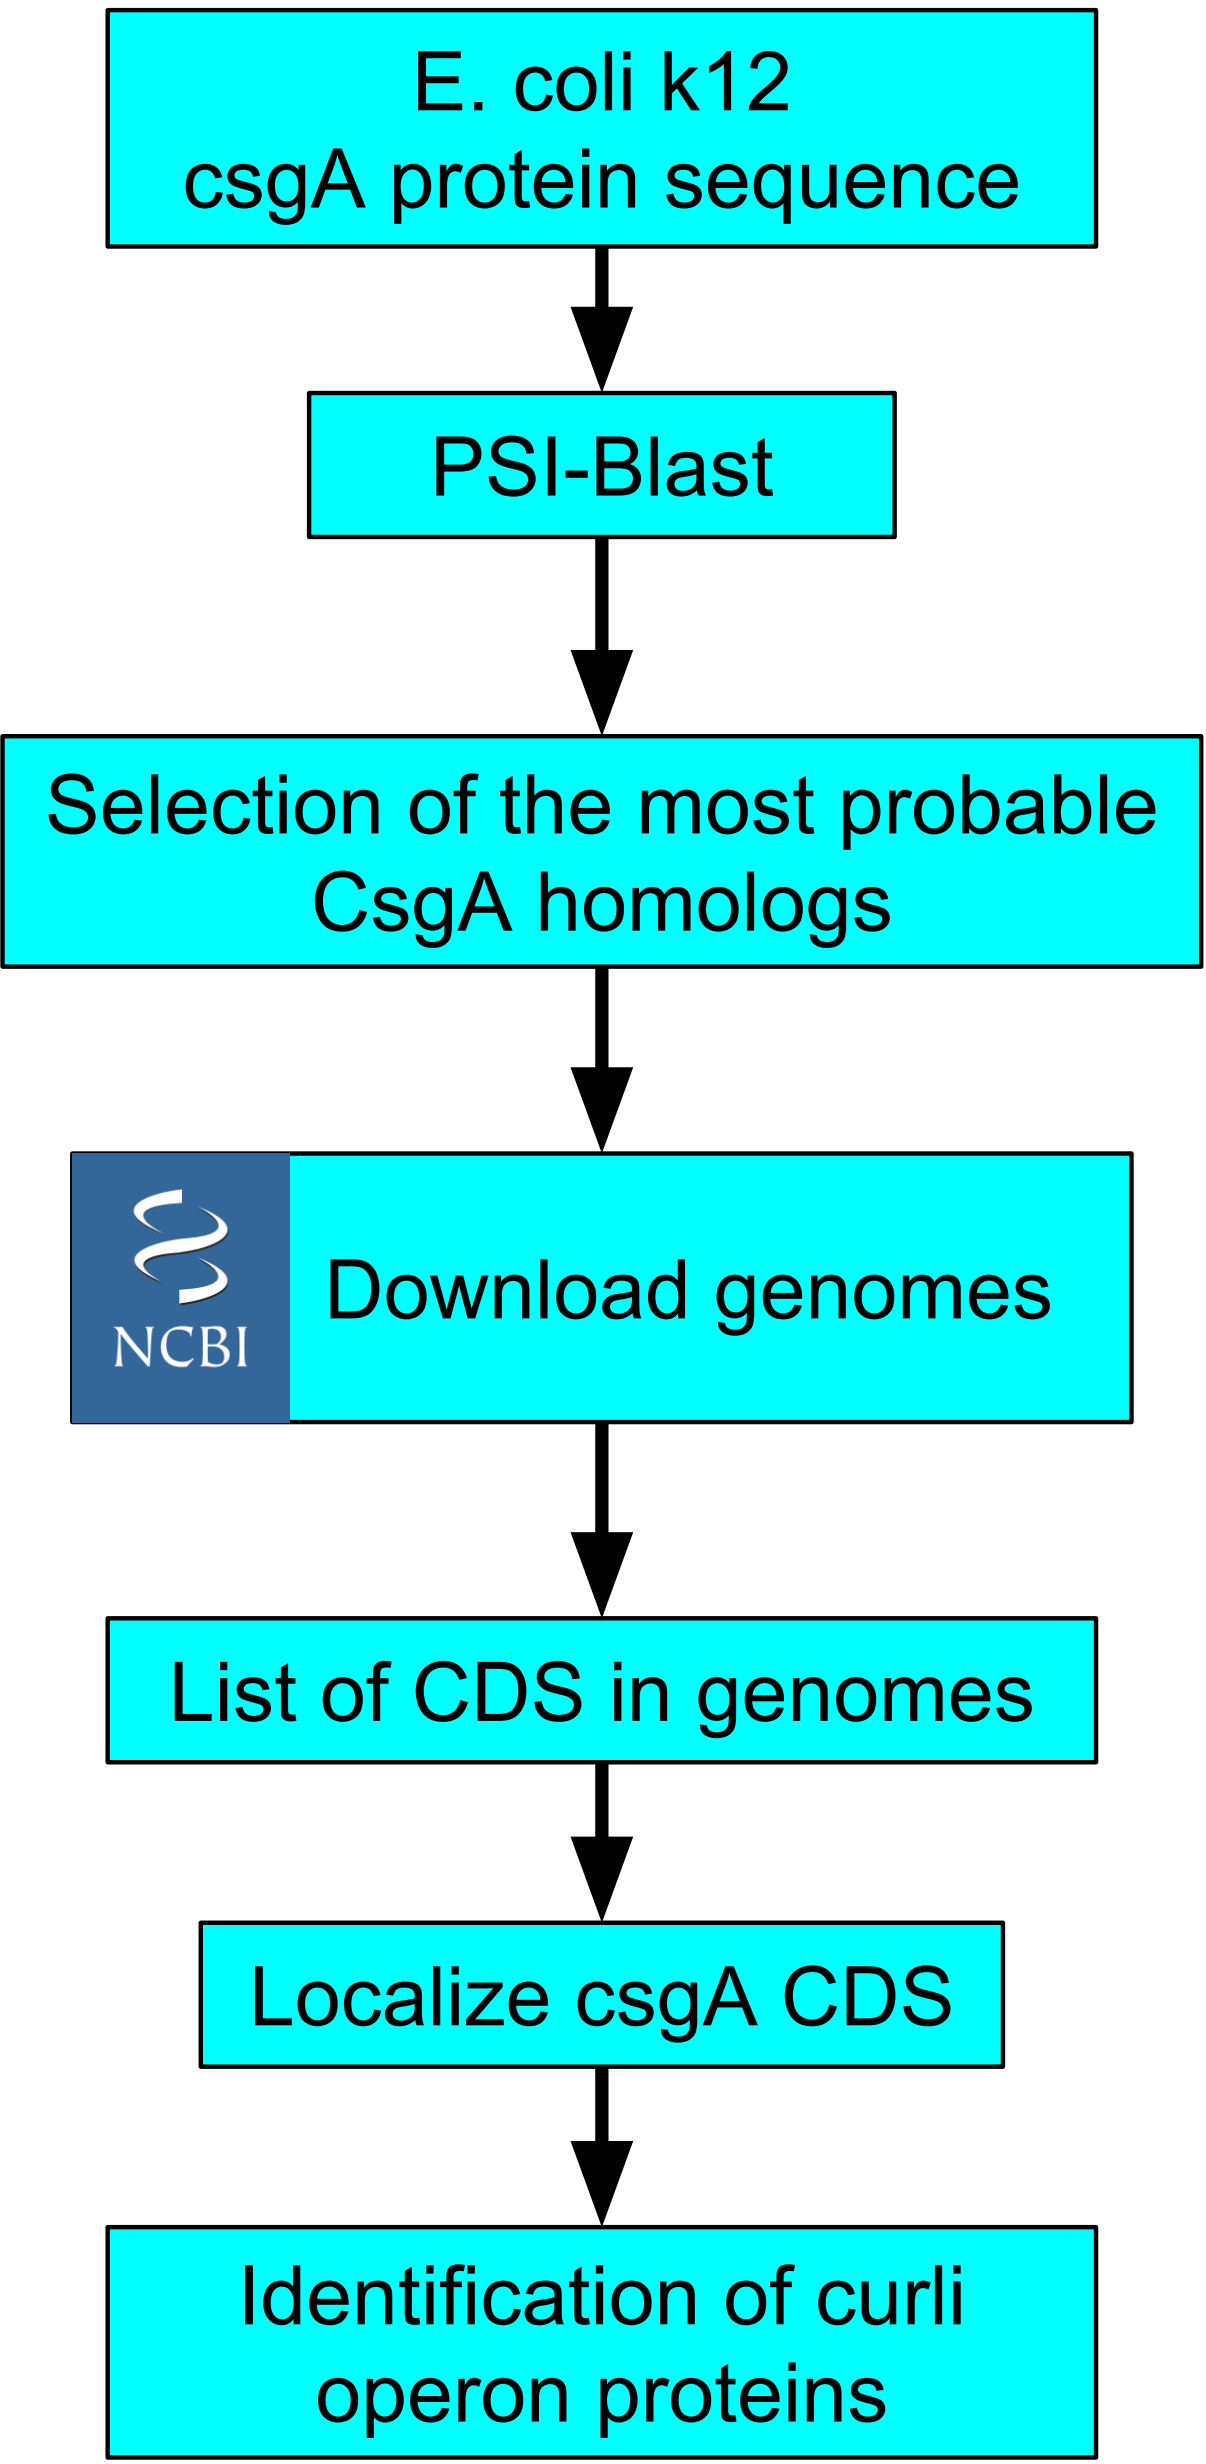 E. coli k12
csgA protein sequence
PSI-Blast
Selection of the most probable
CsgA homologs
Download genomes
NCBI
List of CDS in genomes
Localize csgA CDS
Identification of curli
operon proteins